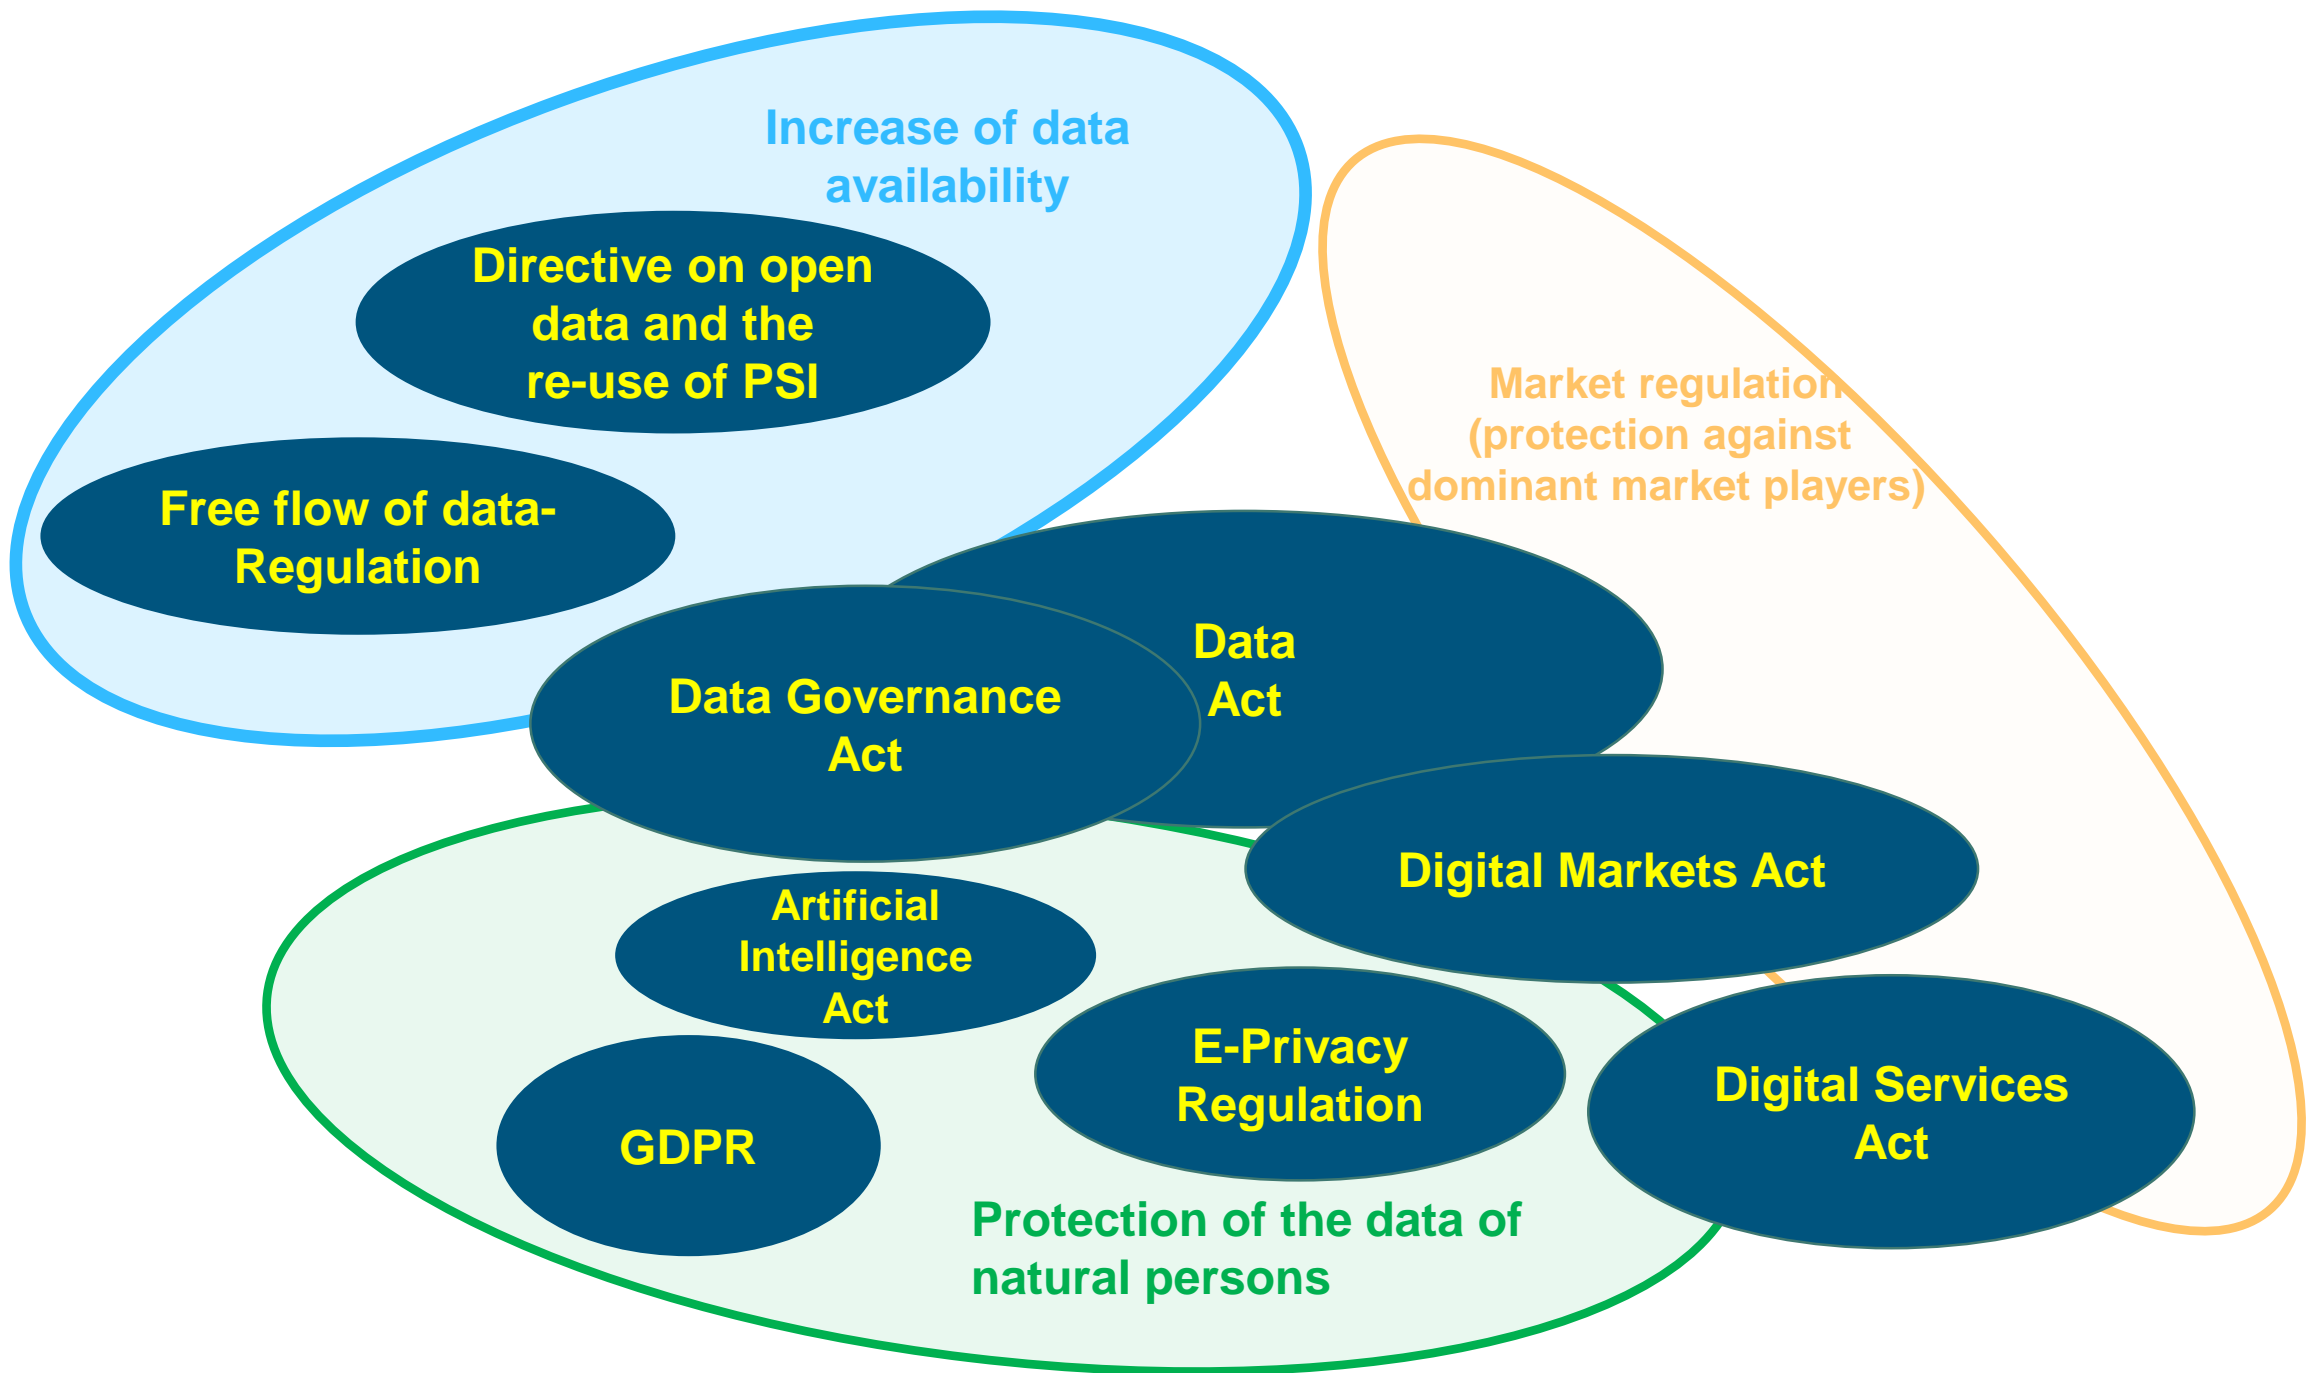 Increase of data
availability
Directive on open
data and the
re-use of PSI
Free flow of data-
Regulation
Market regulation
(protection against
dominant market players)
Data
Act
Data Governance
Act
Digital Markets Act
Artificial
Intelligence
Act
E-Privacy
Regulation
Digital Services
Act
GDPR
Protection of the data of
natural persons